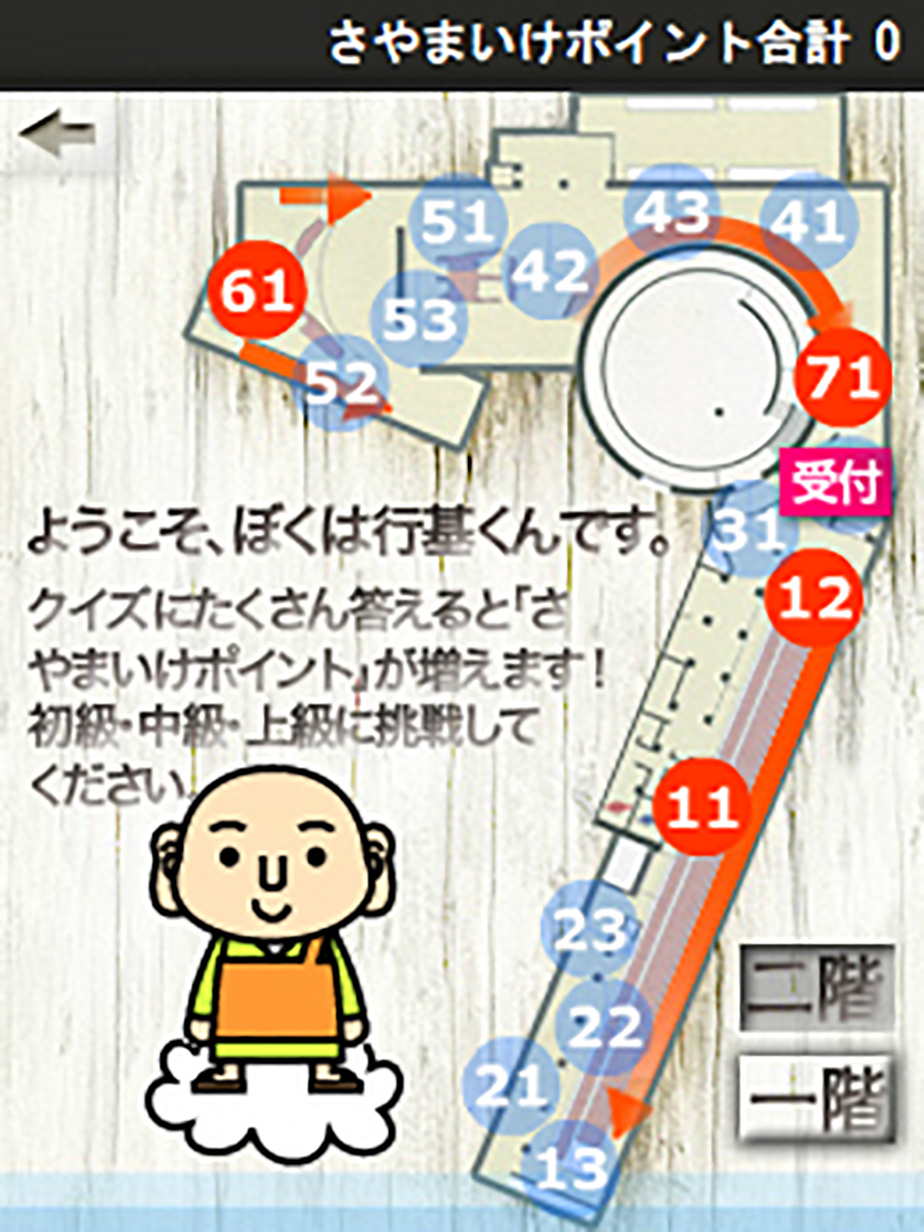 さやまいけポイント合計 0
51
43
41
42
61
53
52
71
受付
31
ようこそ、ぼくは行基くんです。
クイズにたくさん答えると｢さ
やまいけポイント｣が増えます！
初級・中級・上級に挑戦して
ください
12
11
23
22
21
13
二階
一階